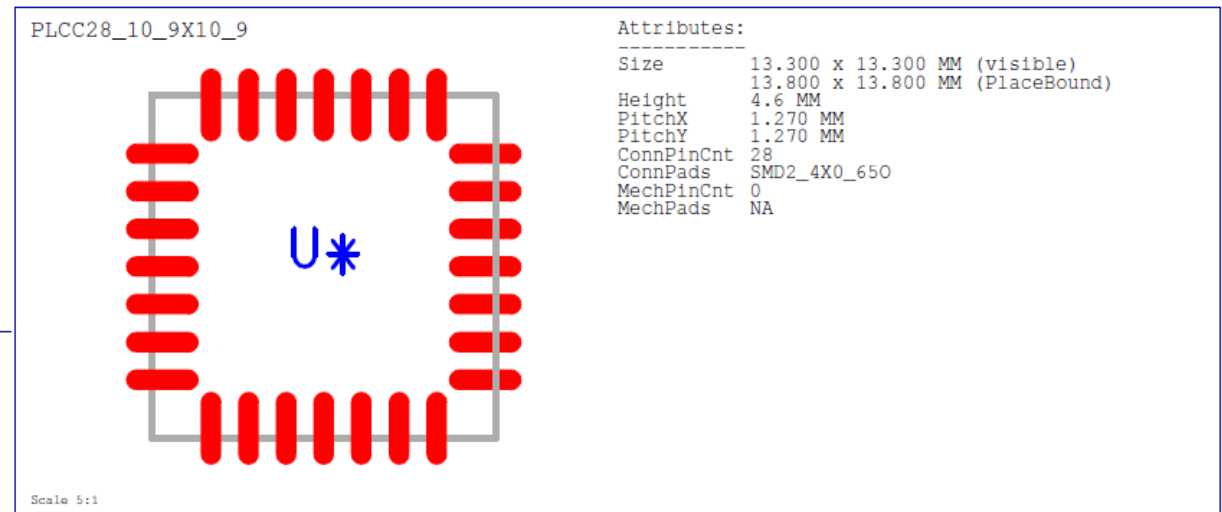 PLCC28_10_9X10_9
U*
Scale 5:1
Attributes:
-----------
Size 13.300 x 13.300 MM (visible)
13.800 x 13.800 MM (PlaceBound)
Height 4.6 MM
PitchX 1.270 MM
PitchY 1.270 MM
ConnPinCnt 28
ConnPads SMD2_4X0_65O
MechPinCnt 0
MechPads NA